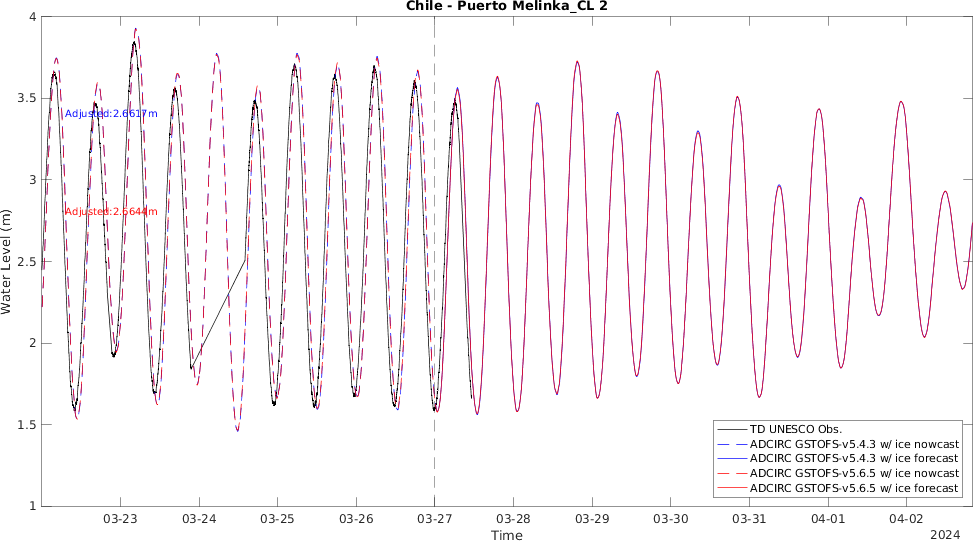 Chile - Puerto Melinka_CL 2
4
3.5
3
2.5
2
1.5
1
Water Level (m)
Adjusted:2.6617m
Adjusted:2.5644m
TD UNESCO Obs.
ADCIRC GSTOFS-v5.4.3 w/ ice nowcast
ADCIRC GSTOFS-v5.4.3 w/ ice forecast
ADCIRC GSTOFS-v5.6.5 w/ ice nowcast
ADCIRC GSTOFS-v5.6.5 w/ ice forecast
03-23 03-24 03-25 03-26 03-27 03-28 03-29 03-30 03-31 04-01 04-02
Time
2024